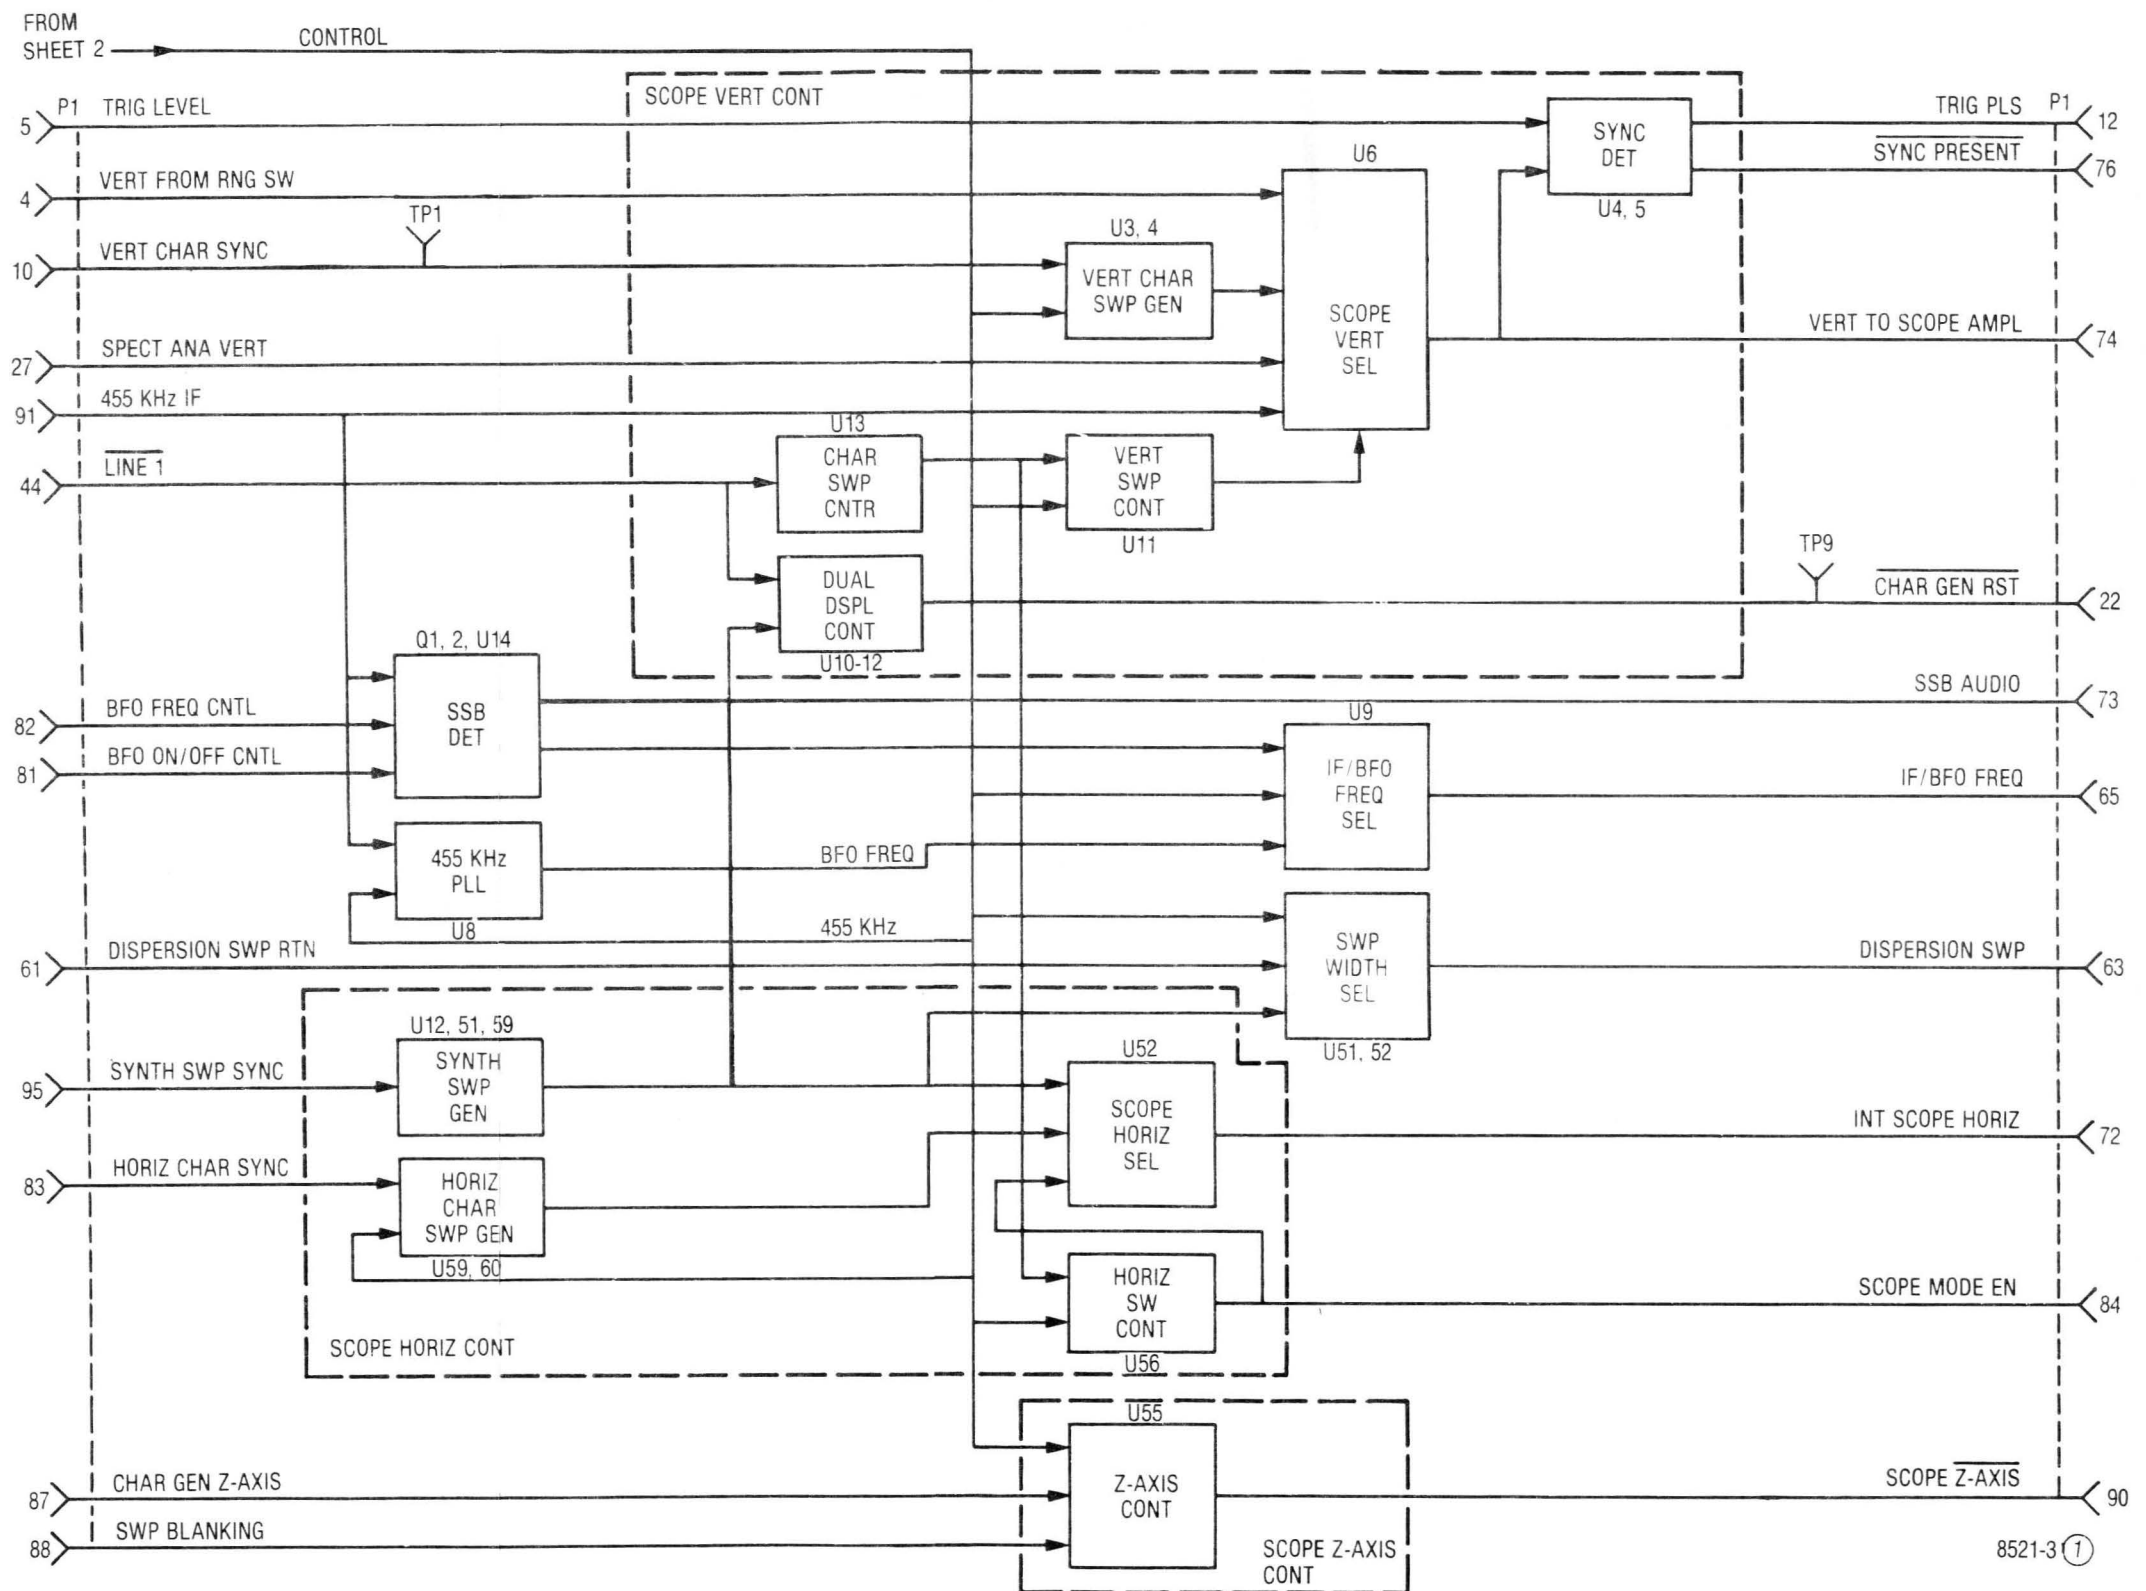 FROM
SHEET 2
CONTROL
P1
TRIG LEVEL
5
VERT FROM RNG SW
4
TP1
VERT CHAR SYNC
10
SPECT ANA VERT
27
455 KHz IF
91
LINE 1
44
BFO FREQ CNTL
82
BFO ON/OFF CNTL
81
DISPERSION SWP RTN
61
SYNTH SWP SYNC
95
HORIZ CHAR SYNC
83
CHAR GEN Z-AXIS
87
SWP BLANKING
88
SCOPE VERT CONT
SYNC
DET
U4, 5
U6
SCOPE
VERT
SEL
U3, 4
VERT CHAR
SWP GEN
U13
CHAR
SWP
CNTR
VERT
SWP
CONT
U11
DUAL
DSPL
CONT
U10-12
Q1, 2, U14
SSB
DET
455 KHz
PLL
U8
BFO FREQ
455 KHz
U9
IF/BFO
FREQ
SEL
SWP
WIDTH
SEL
U51, 52
U12, 51, 59
SYNTH
SWP
GEN
HORIZ
CHAR
SWP GEN
U59, 60
SCOPE HORIZ CONT
U52
SCOPE
HORIZ
SEL
HORIZ
SW
CONT
U56
U55
Z-AXIS
CONT
SCOPE Z-AXIS
CONT
TRIG PLS
P1
12
SYNC PRESENT
76
VERT TO SCOPE AMPL
74
TP9
CHAR GEN RST
22
SSB AUDIO
73
IF/BFO FREQ
65
DISPERSION SWP
63
INT SCOPE HORIZ
72
SCOPE MODE EN
84
SCOPE Z-AXIS
90
1